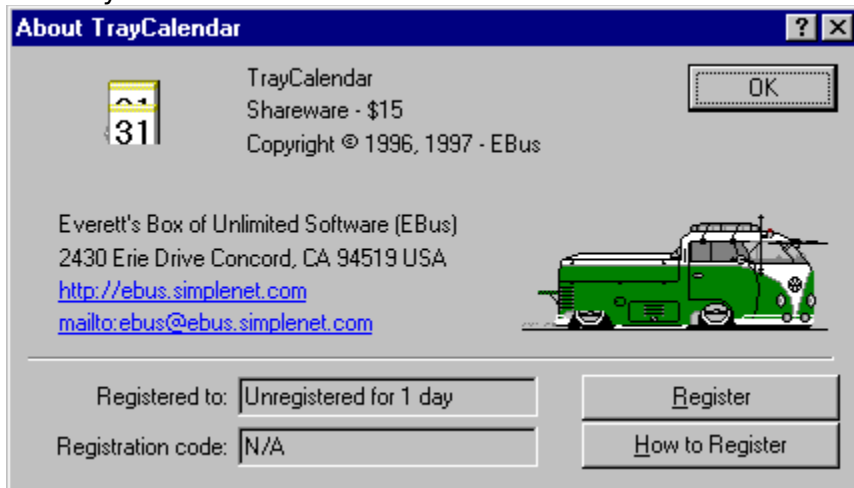 About TrayCalendar
TrayCalendar
Shareware - $15
Copyright © 1996, 1997 - EBus
OK
31
Everett's Box of Unlimited Software (EBus)
2430 Erie Drive Concord, CA 94519 USA
http://ebus.simplenet.com
mailto:ebus@ebus.simplenet.com
Registered to: Unregistered for 1 day
Register
Registration code: N/A
How to Register